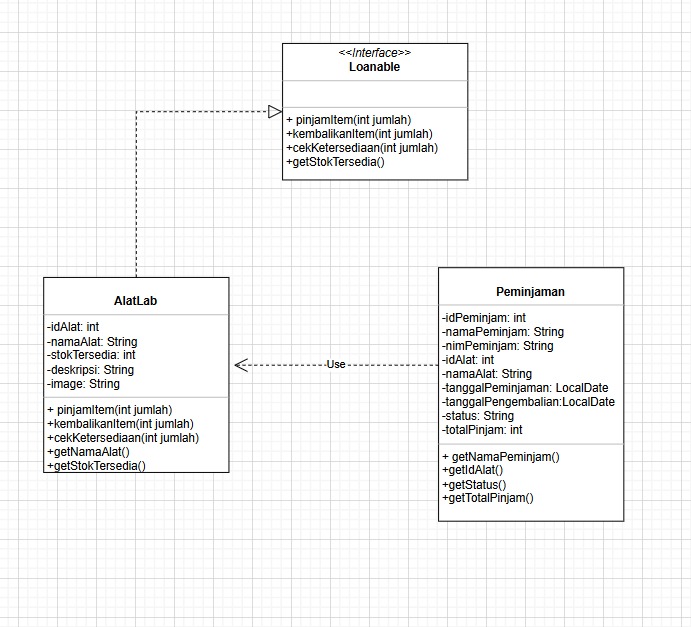 <<Interface>>
Loanable
+ pinjamItem(int jumlah)
+kembalikanItem(int jumlah)
+cekKetersediaan(int jumlah)
+getStokTersedia()
AlatLab
-idAlat: int
-namaAlat: String
-stokTersedia: int
-deskripsi: String
-image: String
+ pinjamItem(int jumlah)
+kembalikanItem(int jumlah)
+cekKetersediaan(int jumlah)
+getNamaAlat()
+getStokTersedia()
Use
Peminjaman
-idPeminjam: int
-namaPeminjam: String
-nimPeminjam: String
-idAlat: int
-namaAlat: String
-tanggalPeminjaman: LocalDate
-tanggalPengembalian:LocalDate
-status: String
-totalPinjam: int
+ getNamaPeminjam()
+getIdAlat()
+getStatus()
+getTotalPinjam()